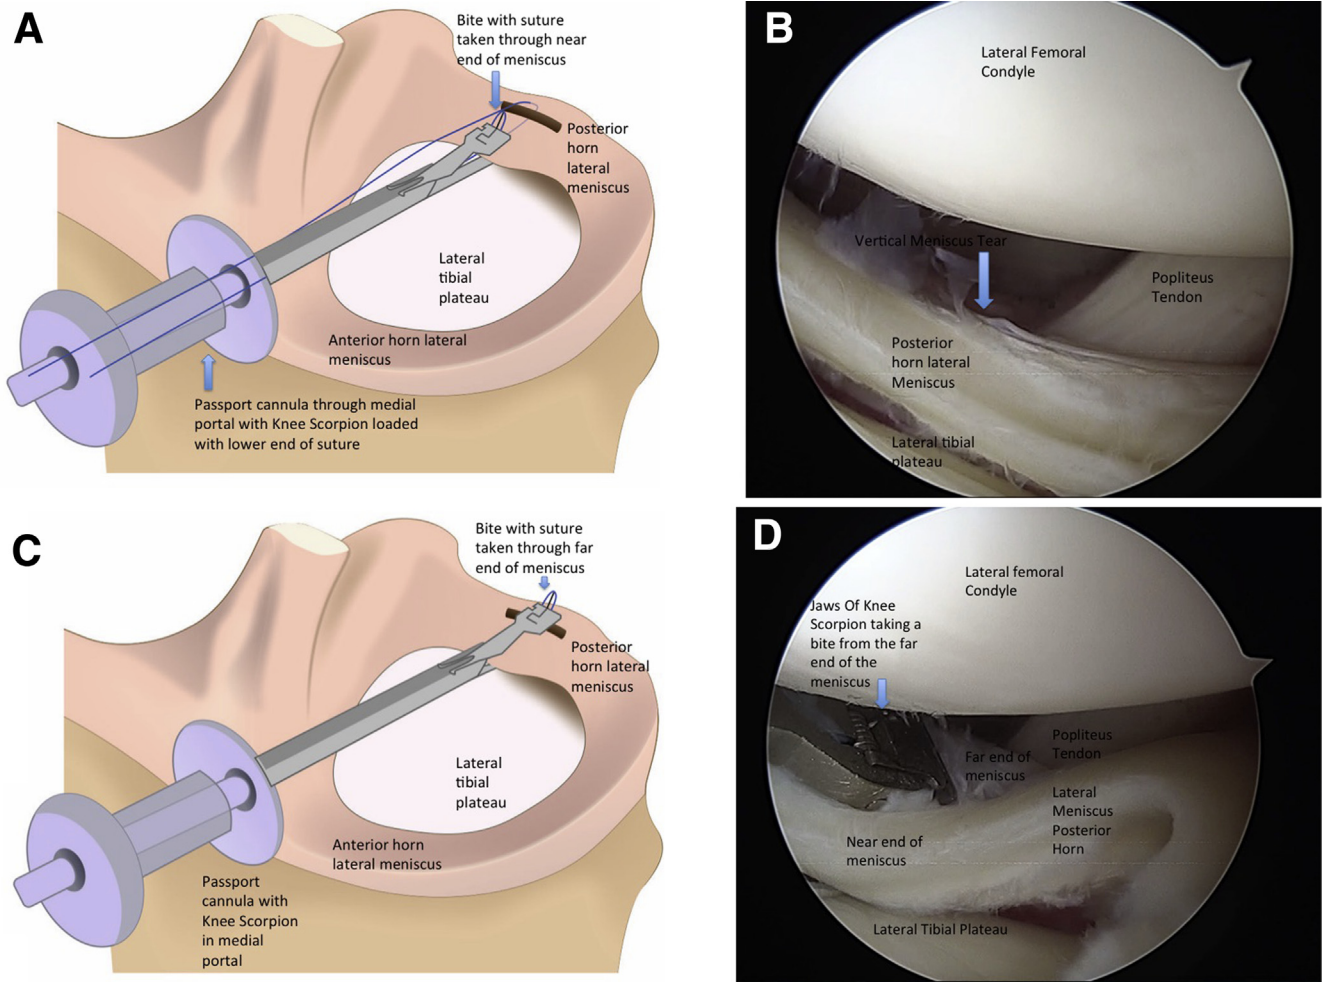 A
Bite with suture
taken through near
end of meniscus
Posterior
horn
lateral
meniscus
Lateral
tibial
plateau
Anterior horn lateral
meniscus
Passport cannula through medial
portal with Knee Scorpion loaded
with lower end of suture
B
Lateral Femoral
Condyle
Vertical Meniscus Tear
Popliteus
Tendon
Posterior
horn lateral
Meniscus
Lateral tibial
plateau
C
Bite with suture
taken through far
end of meniscus
Posterior
horn lateral
meniscus
Lateral
tibial
plateau
Anterior horn
lateral meniscus
Passport
cannula with
Knee Scorpion
in medial
portal
D
Lateral femoral
Condyle
Jaws Of Knee
Scorpion taking a
bite from the far
end of the
meniscus
Popliteus
Tendon
Far end of
meniscus
Lateral
Meniscus
Posterior
Horn
Near end of
meniscus
Lateral Tibial Plateau